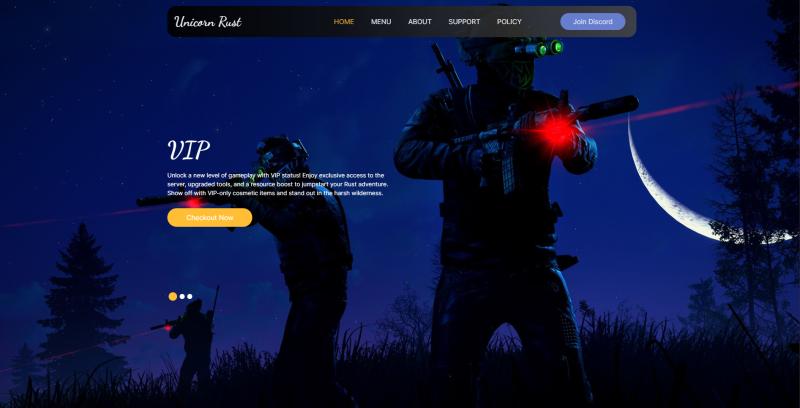 Unicorn Rust
HOME MENU ABOUT SUPPORT POLICY
Join Discord
VIP
Unlock a new level of gameplay with VIP status! Enjoy exclusive access to the
server, upgraded tools, and a resource boost to jumpstart your Rust adventure.
Show off with VIP-only cosmetic items and stand out in the harsh wilderness.
Checkout Now